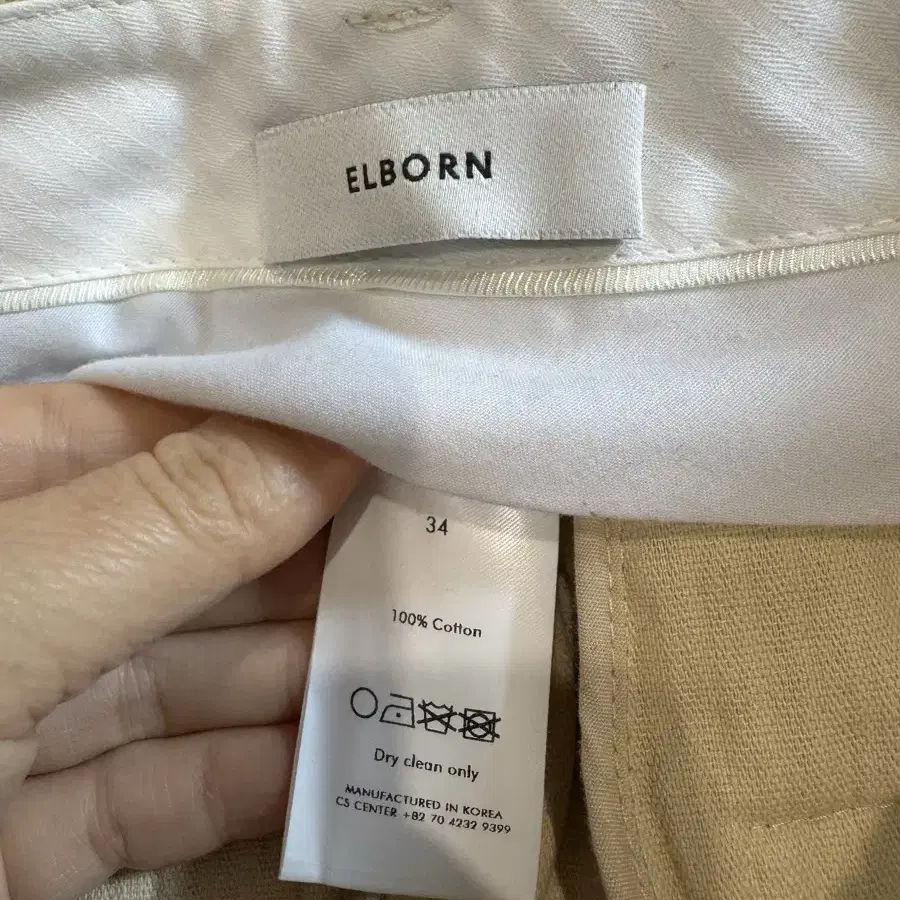 ELBORN
34
100% Cotton
Dry clean only
MANUFACTURED IN KOREA
CS CENTER +82 70 4232 9399